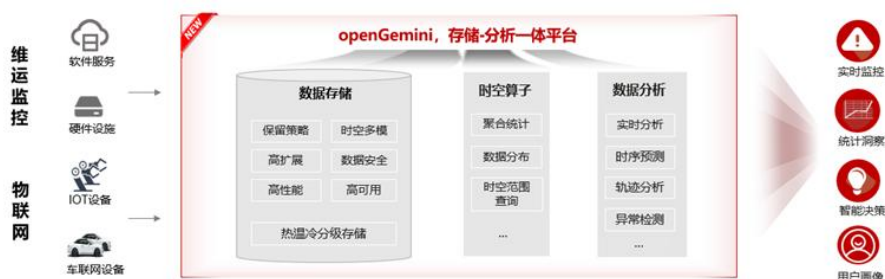 维运监控
物联网
软件服务
硬件设施
IOT设备
车联网设备
NEW
openGemini，存储-分析一体平台
数据存储
保留策略
时空多模
高扩展
数据安全
高性能
高可用
热温冷分级存储
时空算子
聚合统计
数据分布
时空范围
查询
...
数据分析
实时分析
时序预测
轨迹分析
异常检测
...
实时监控
统计洞察
智能决策
用户画像